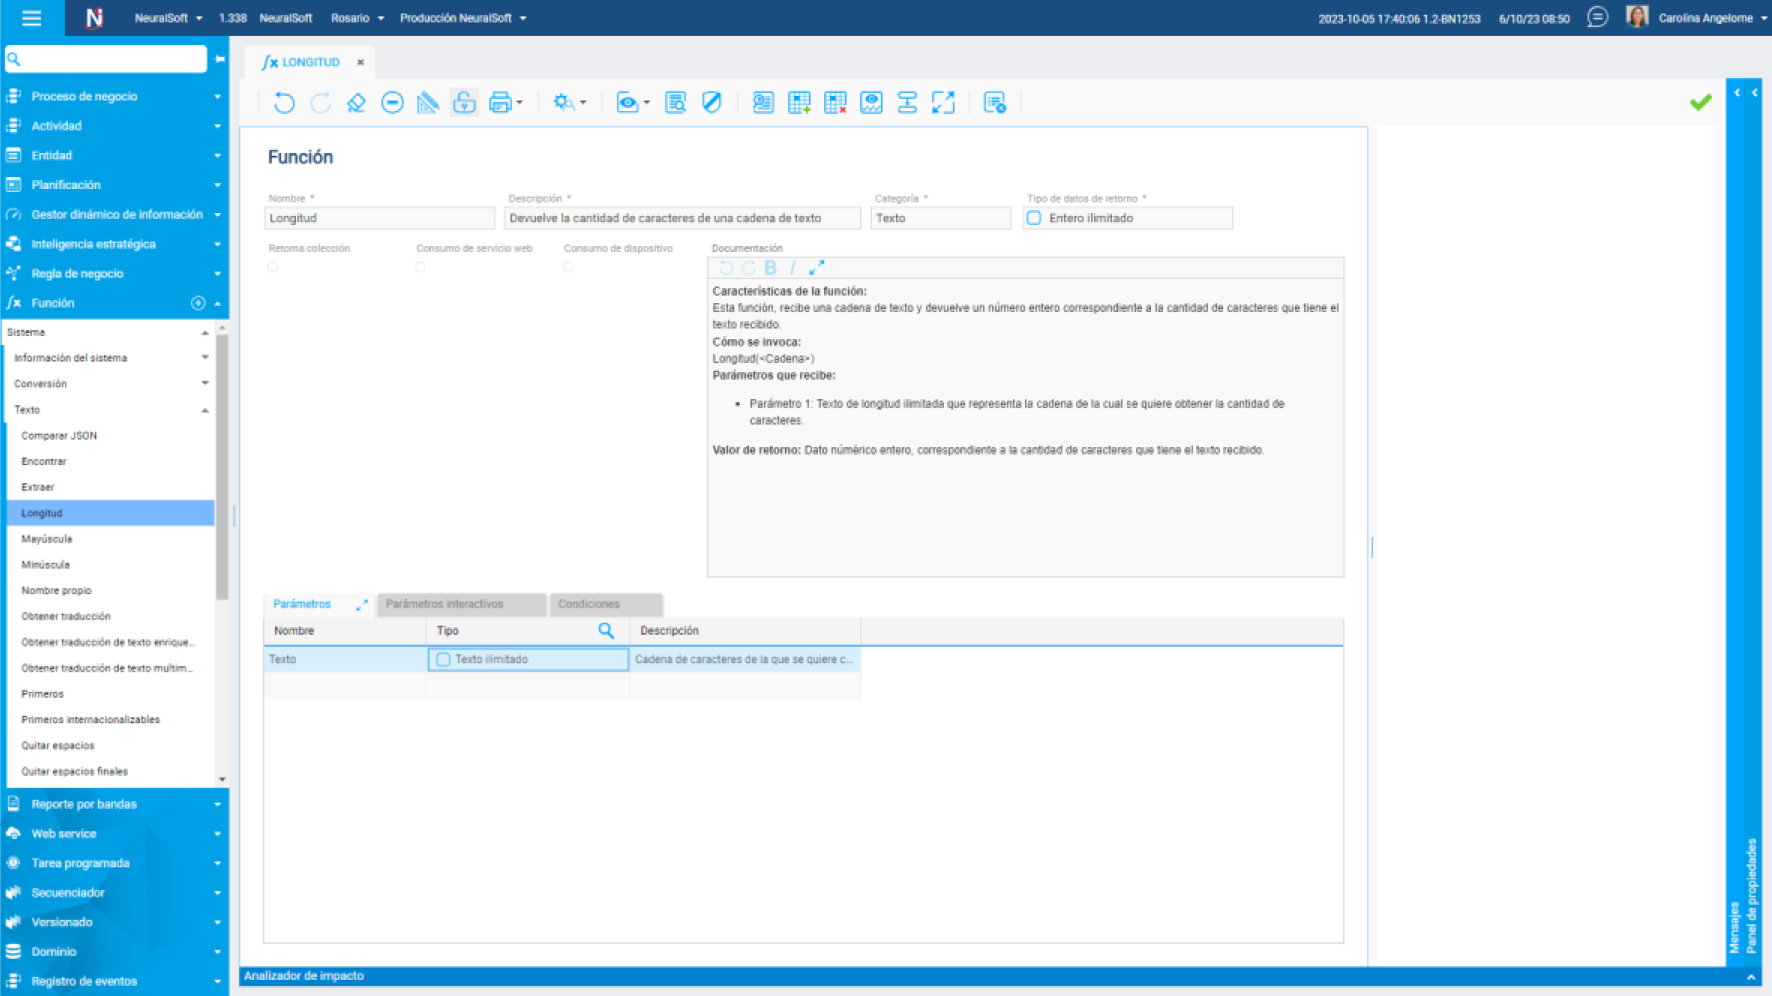 NeuralSoft 1.338 NeuralSoft Rosario Producción NeuralSoft 2023-10-05 17:40:06 1.2-BN1253 6/10/23 08:50 Carolina Angelome
LONGITUD
Proceso de negocio
Actividad
Entidad
Planificación
Gestor dinámico de información
Inteligencia estratégica
Regla de negocio
Función
Sistema
Información del sistema
Conversión
Texto
Comparar JSON
Encontrar
Extraer
Longitud
Mayúscula
Minúscula
Nombre propio
Obtener traducción
Obtener traducción de texto enrique...
Obtener traducción de texto multim...
Primeros
Primeros internacionalizables
Quitar espacios
Quitar espacios finales
Reporte por bandas
Web service
Tarea programada
Secuenciador
Versionado
Dominio
Registro de eventos
Función
Nombre * Descripción * Categoría * Tipo de datos de retorno *
Longitud Devuelve la cantidad de caracteres de una cadena de texto Texto Entero ilimitado
Retorna colección Consumo de servicio web Consumo de dispositivo Documentación
B I
Características de la función:
Esta función, recibe una cadena de texto y devuelve un número entero correspondiente a la cantidad de caracteres que tiene el
texto recibido.
Cómo se invoca:
Longitud(<Cadena>)
Parámetros que recibe:
• Parámetro 1: Texto de longitud ilimitada que representa la cadena de la cual se quiere obtener la cantidad de
caracteres.
Valor de retorno: Dato númérico entero, correspondiente a la cantidad de caracteres que tiene el texto recibido.
Parámetros Parámetros interactivos Condiciones
Nombre Tipo Descripción
Texto Texto ilimitado Cadena de caracteres de la que se quiere c...
Analizador de impacto
Mensajes
Panel de propiedades